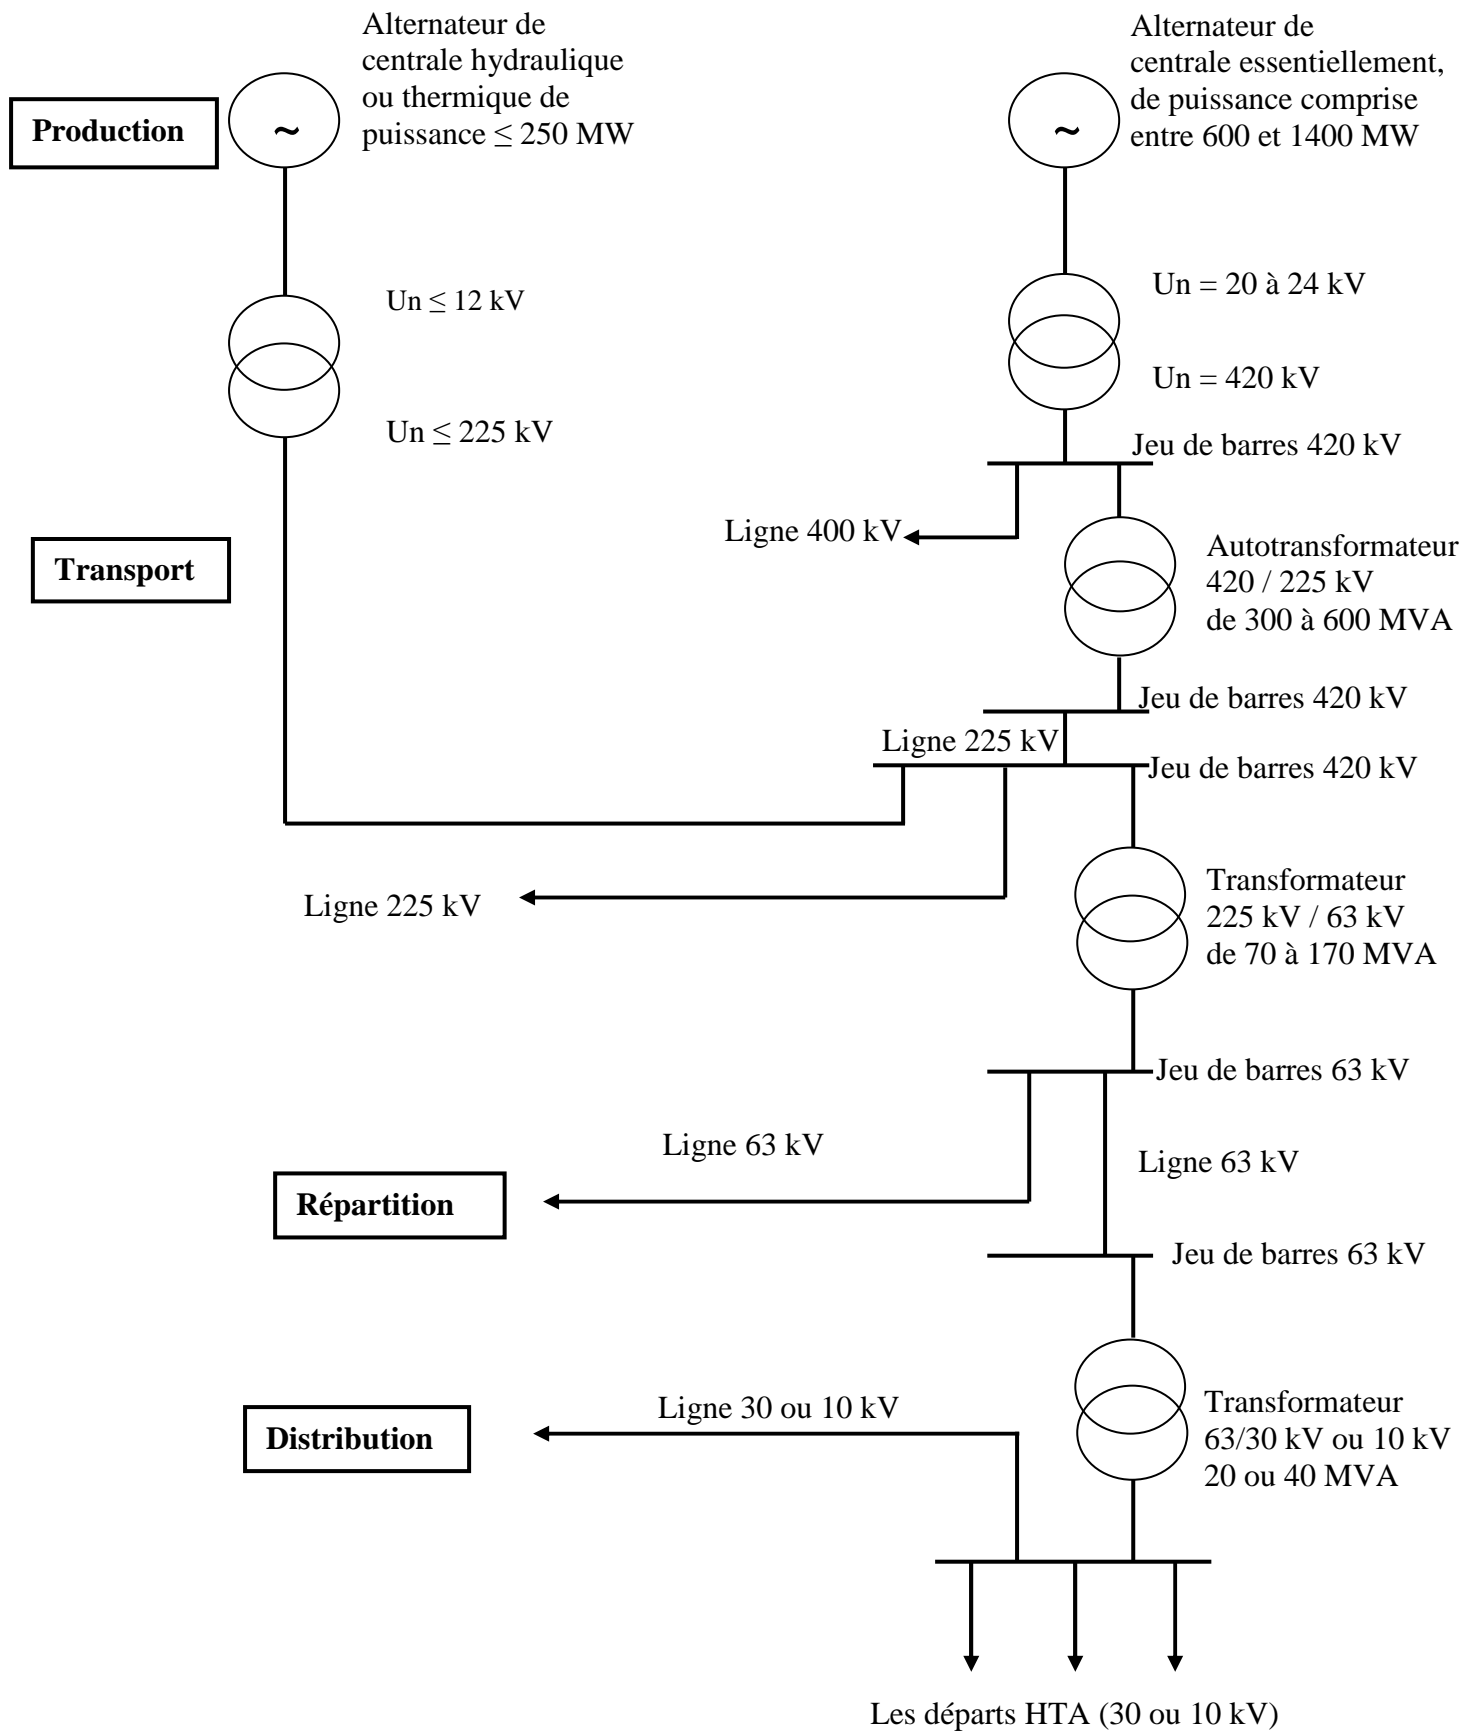 Alternateur de
centrale hydraulique
ou thermique de
puissance ≤ 250 MW
Alternateur de
centrale essentiellement,
de puissance comprise
entre 600 et 1400 MW
Production
~
~
Un ≤ 12 kV
Un = 20 à 24 kV
Un = 420 kV
Un ≤ 225 kV
Jeu de barres 420 kV
Ligne 400 kV
Transport
Autotransformateur
420 / 225 kV
de 300 à 600 MVA
Jeu de barres 420 kV
Ligne 225 kV
Jeu de barres 420 kV
Ligne 225 kV
Transformateur
225 kV / 63 kV
de 70 à 170 MVA
Jeu de barres 63 kV
Ligne 63 kV
Ligne 63 kV
Répartition
Jeu de barres 63 kV
Ligne 30 ou 10 kV
Distribution
Transformateur
63/30 kV ou 10 kV
20 ou 40 MVA
Les départs HTA (30 ou 10 kV)